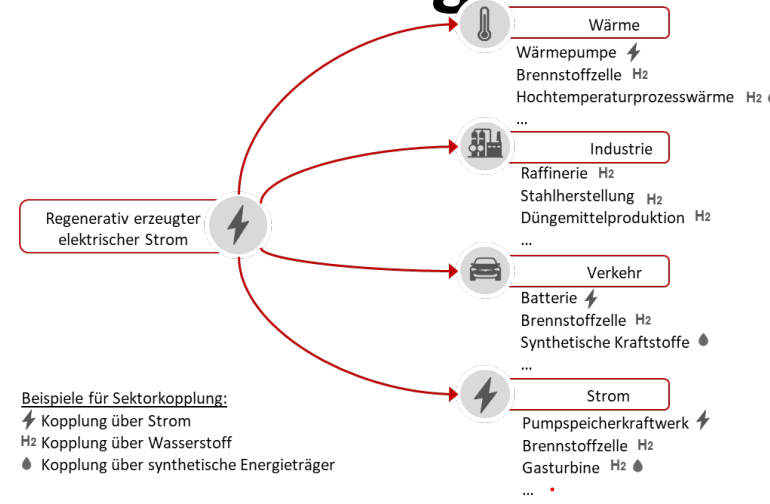 Wärme
Wärmepumpe
Brennstoffzelle H2
Hochtemperaturprozesswärme H2
...
Industrie
Raffinerie H2
Stahlherstellung H2
Düngemittelproduktion H2
...
Regenerativ erzeugter
elektrischer Strom
Verkehr
Batterie
Brennstoffzelle H2
Synthetische Kraftstoffe
...
Strom
Pumpspeicherkraftwerk
Brennstoffzelle H2
Gasturbine H2
...
Beispiele für Sektorkopplung:
Kopplung über Strom
H2 Kopplung über Wasserstoff
Kopplung über synthetische Energieträger